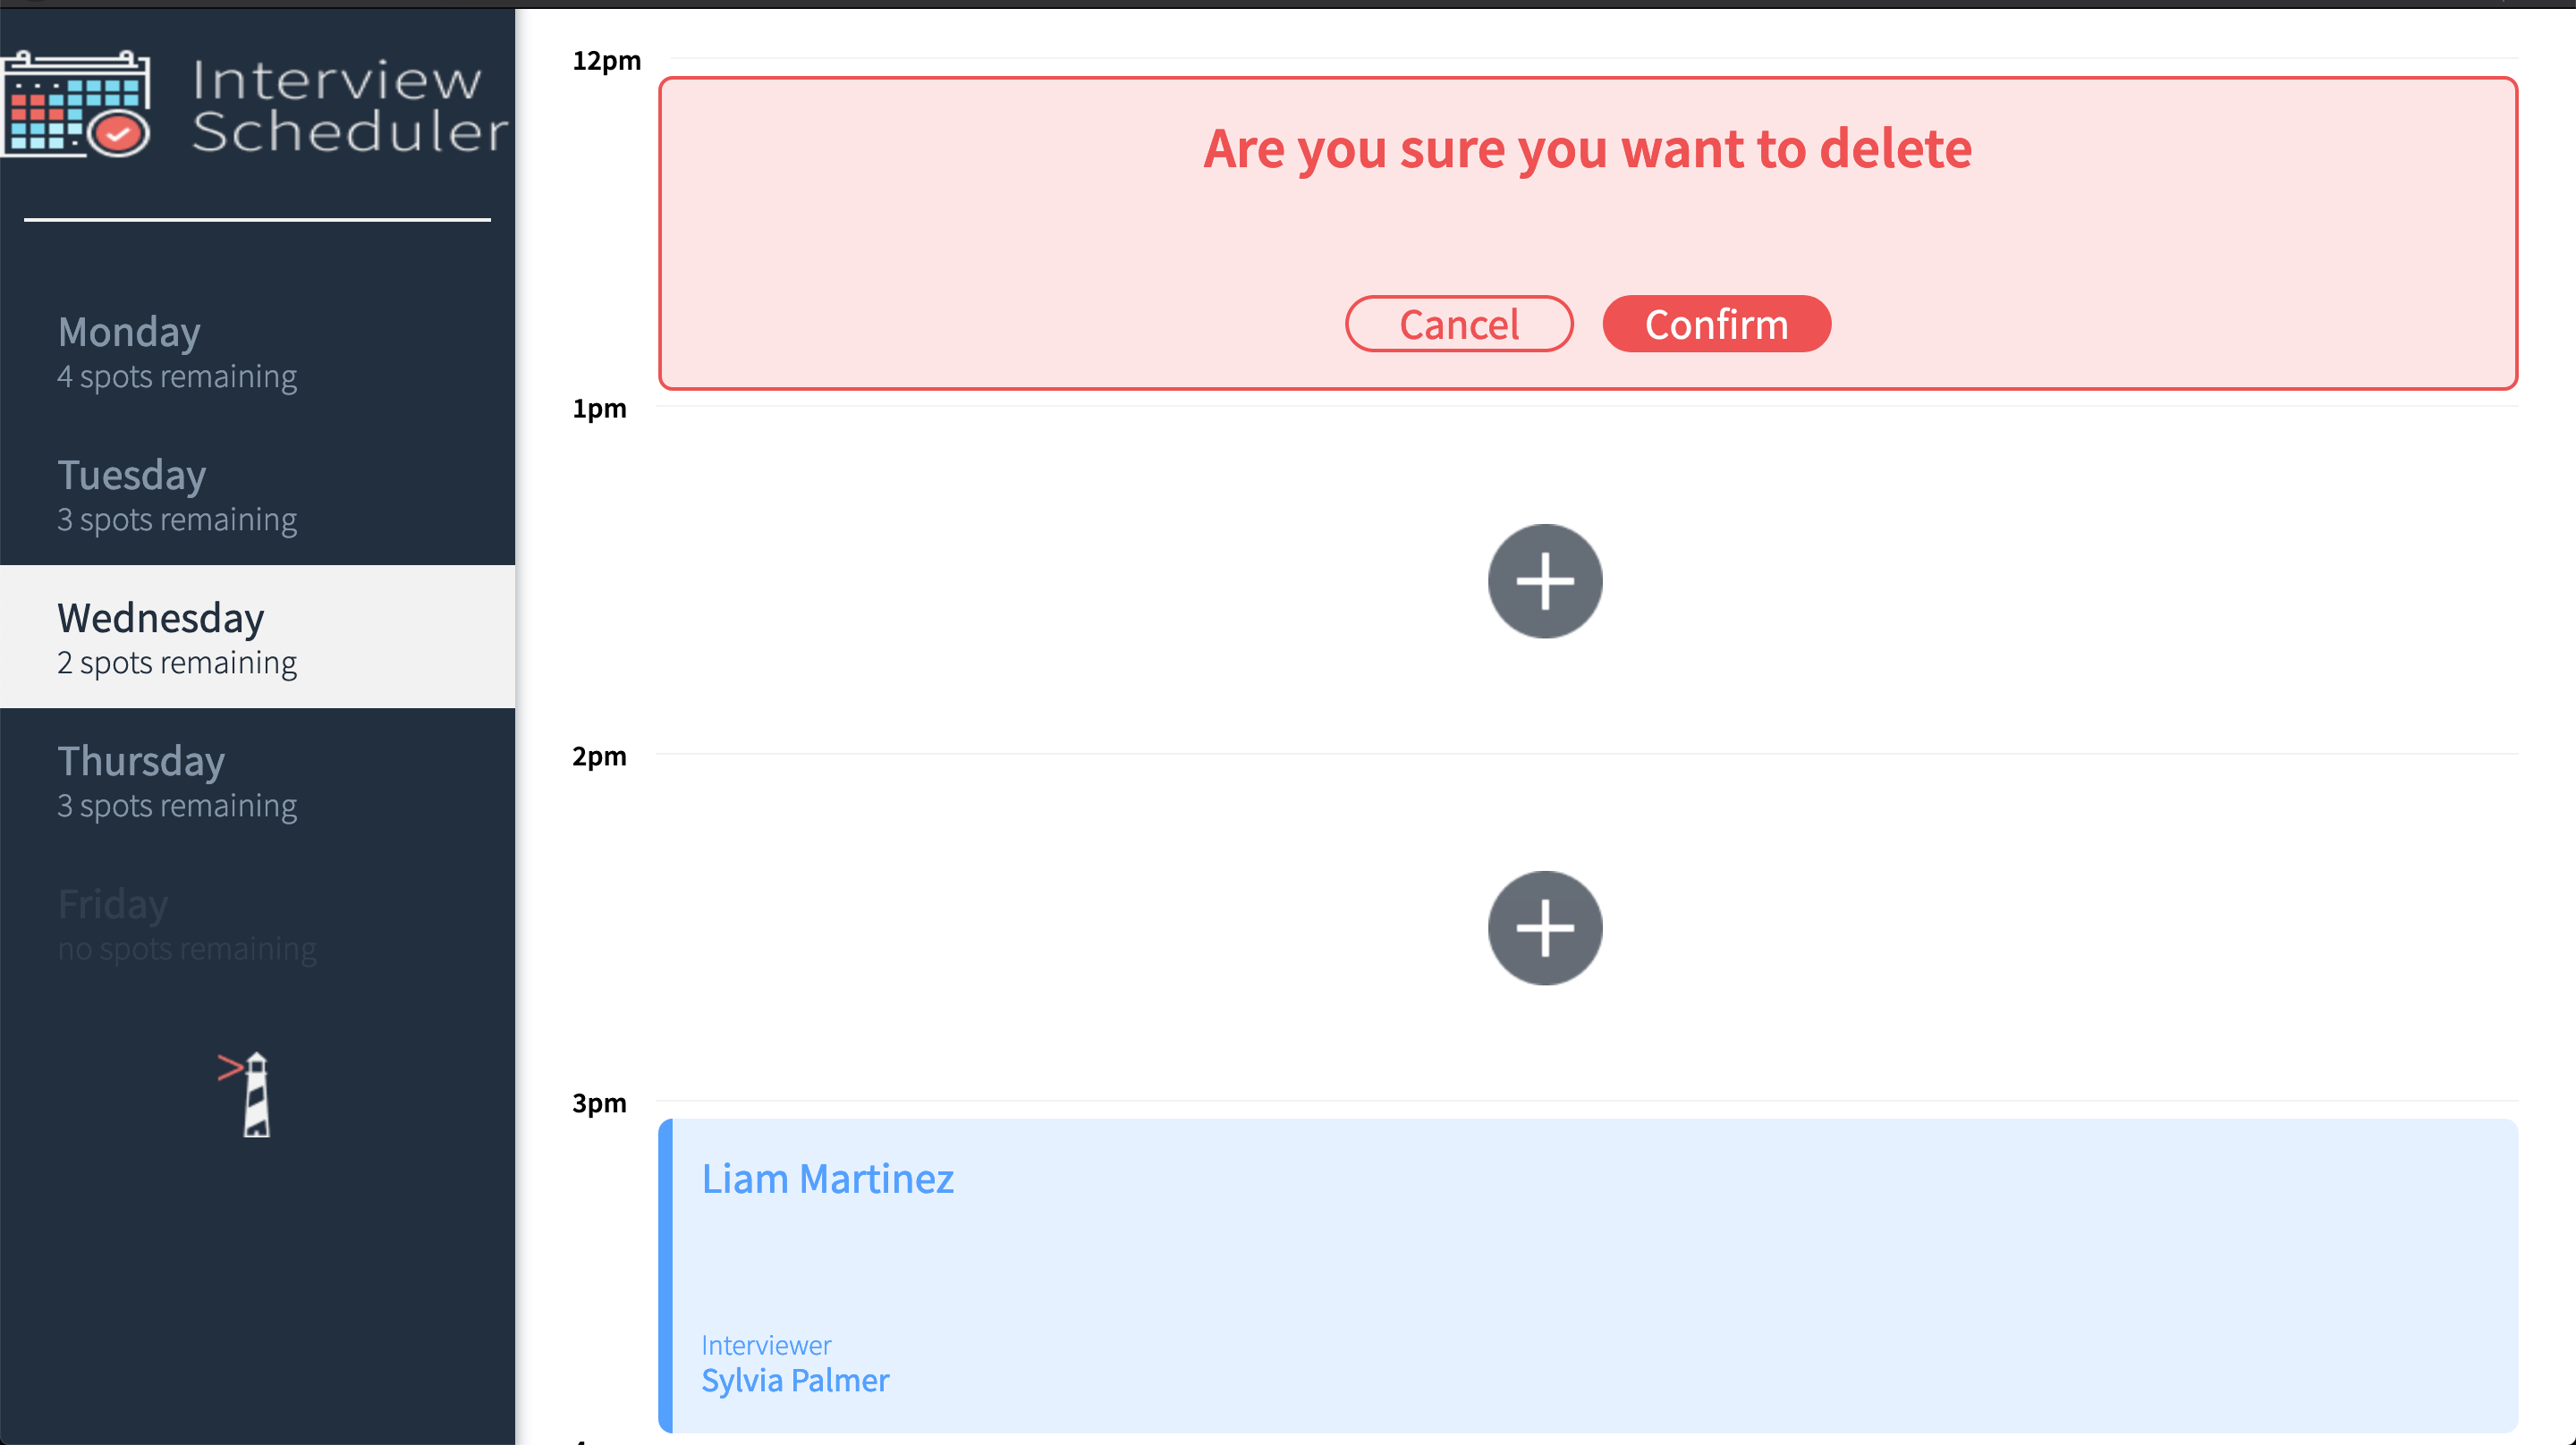 Interview
Scheduler
Monday
4 spots remaining
Tuesday
3 spots remaining
Wednesday
2 spots remaining
Thursday
3 spots remaining
Friday
no spots remaining
12pm
Are you sure you want to delete
Cancel
Confirm
1pm
2pm
3pm
Liam Martinez
Interviewer
Sylvia Palmer